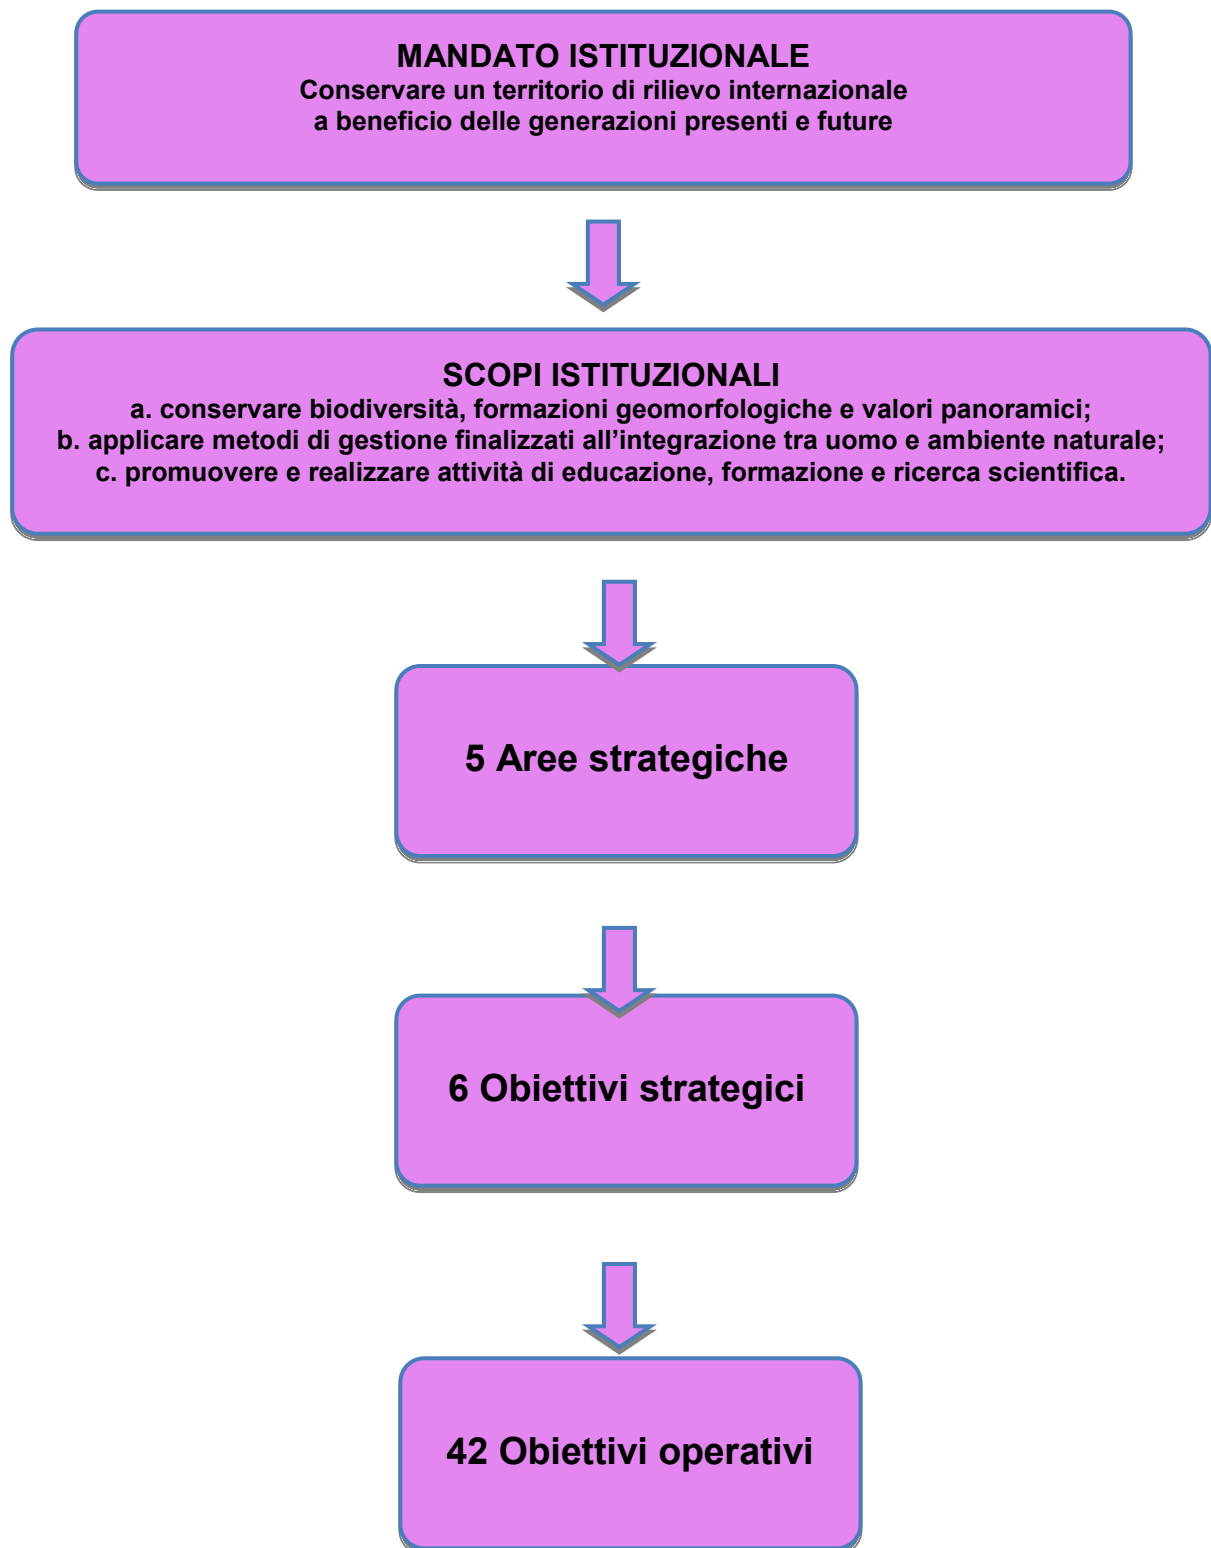 MANDATO ISTITUZIONALE
Conservare un territorio di rilievo internazionale
a beneficio delle generazioni presenti e future
SCOPI ISTITUZIONALI
a. conservare biodiversità, formazioni geomorfologiche e valori panoramici;
b. applicare metodi di gestione finalizzati all’integrazione tra uomo e ambiente naturale;
c. promuovere e realizzare attività di educazione, formazione e ricerca scientifica.
5 Aree strategiche
6 Obiettivi strategici
42 Obiettivi operativi